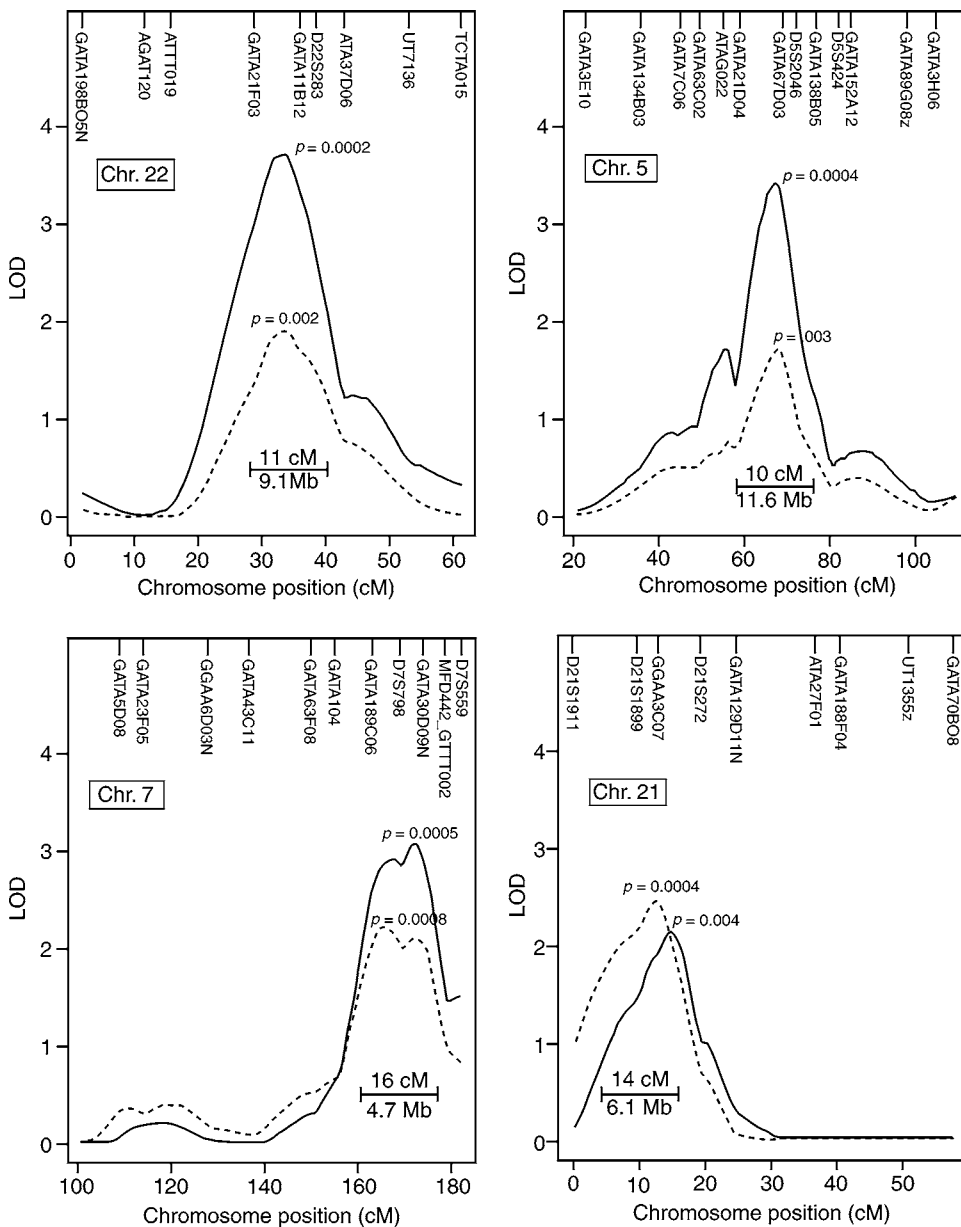 GATA198BO5N
AGAT120
ATTT019
GATA21F03
GATA11B12
D22S283
ATA37D06
UT7136
TCTA015
4
3
2
1
0
LOD
Chr. 22
p = 0.0002
p = 0.002
11 cM
9.1Mb
0 10 20 30 40 50 60
Chromosome position (cM)
GATA3E10
GATA134B03
GATA7C06
GATA63C02
ATAG022
GATA21D04
GATA67D03
D5S2046
GATA138B05
D5S424
GATA152A12
GATA89G08z
GATA3H06
4
3
2
1
0
LOD
Chr. 5
p = 0.0004
p = 003
10 cM
11.6 Mb
20 40 60 80 100
Chromosome position (cM)
GATA5D08
GATA23F05
GGAA6D03N
GATA43C11
GATA63F08
GATA104
GATA189C06
D7S798
GATA30D09N
MFD442_GTTT002
D7S559
4
3
2
1
0
LOD
Chr. 7
p = 0.0005
p = 0.0008
16 cM
4.7 Mb
100 120 140 160 180
Chromosome position (cM)
D21S1911
D21S1899
GGAA3C07
D21S272
GATA129D11N
ATA27F01
GATA188F04
UT1355z
GATA70BO8
4
3
2
1
0
LOD
Chr. 21
p = 0.0004
p = 0.004
14 cM
6.1 Mb
0 10 20 30 40 50
Chromosome position (cM)